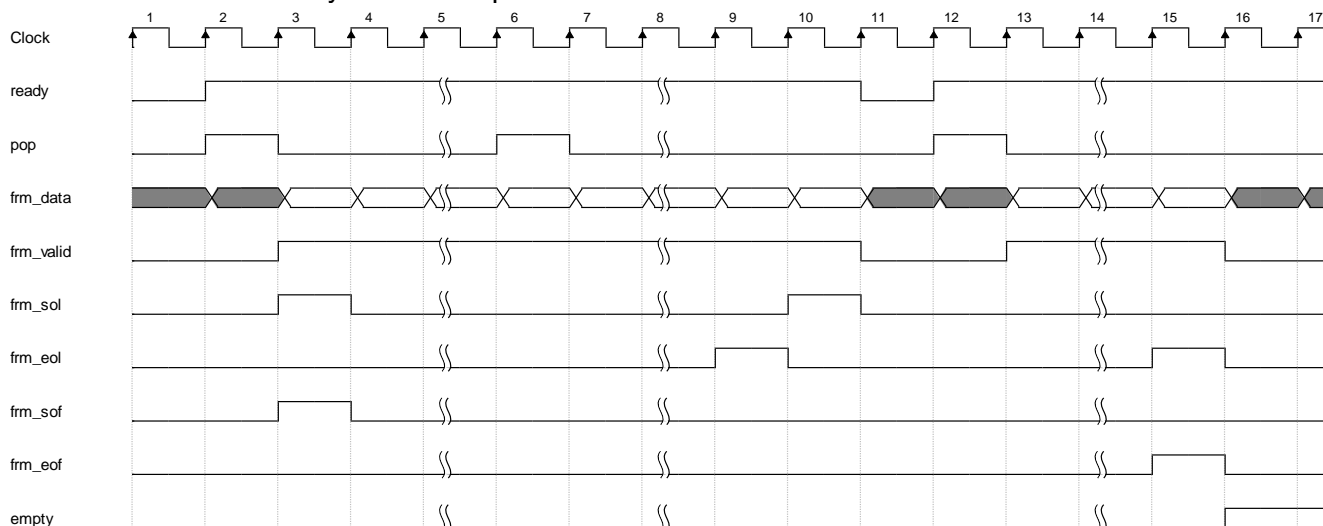 1 2 3 4 5 6 7 8 9 10 11 12 13 14 15 16 17
Clock
ready
pop
frm_data
frm_valid
frm_sol
frm_eol
frm_sof
frm_eof
empty